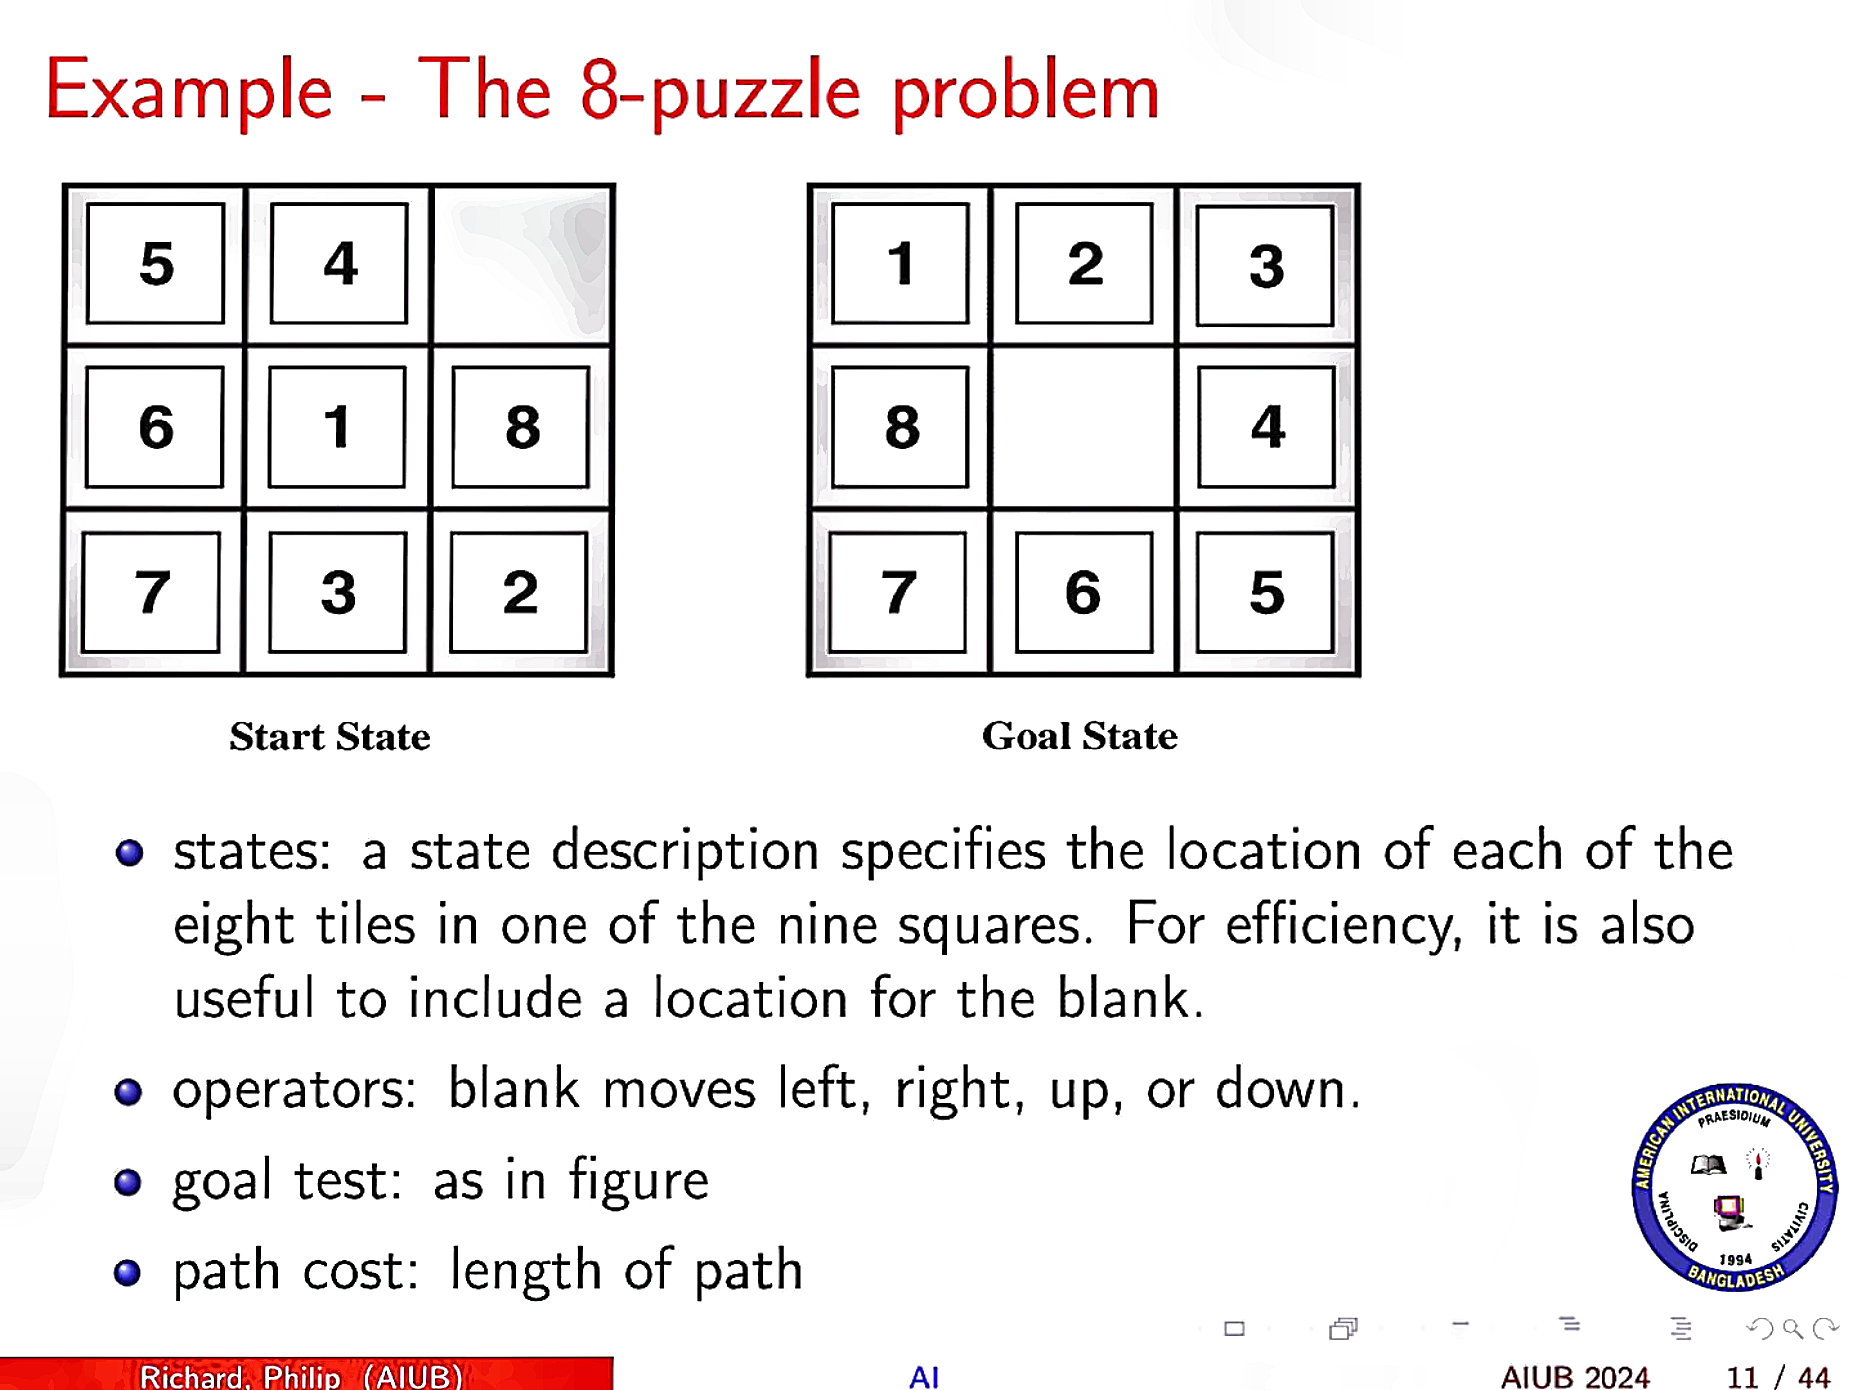 Example - The 8-puzzle problem
5 4
6 1 8
7 3 2
Start State
1 2 3
8 4
7 6 5
Goal State
states: a state description specifies the location of each of the
eight tiles in one of the nine squares. For efficiency, it is also
useful to include a location for the blank.
operators: blank moves left, right, up, or down.
goal test: as in figure
path cost: length of path
AMERICAN INTERNATIONAL UNIVERSITY
PRAESIDIUM
DISCIPLINA
CIVITATIS
1994
BANGLADESH
Richard, Philip (AIUB)
AI
AIUB 2024
11 / 44